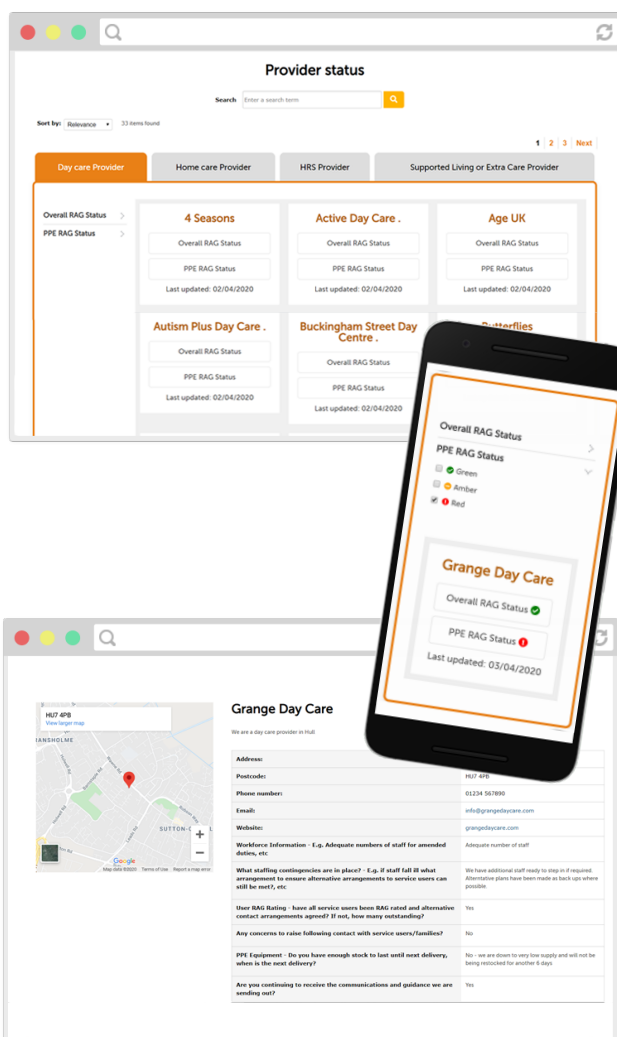 Provider status
Search Enter a search term
Sort by: Relevance 33 items found
1 2 3 Next
Day care Provider Home care Provider HRS Provider Supported Living or Extra Care Provider
Overall RAG Status
PPE RAG Status
4 Seasons Active Day Care . Age UK
Overall RAG Status Overall RAG Status Overall RAG Status
PPE RAG Status PPE RAG Status PPE RAG Status
Last updated: 02/04/2020 Last updated: 02/04/2020 Last updated: 02/04/2020
Autism Plus Day Care .
Overall RAG Status
PPE RAG Status
Last updated: 02/04/2020
Buckingham Street Day
Centre .
Overall RAG Status
PPE RAG Status
Last updated: 02/04/2020
Butterflies
Overall RAG Status
PPE RAG Status
Green
Amber
Red
Grange Day Care
Overall RAG Status
PPE RAG Status
Last updated: 03/04/2020
HU7 4PB
View larger map
SUTTON-O
Google
Map data ©2020 Terms of Use Report a map error
Grange Day Care
We are a day care provider in Hull
Address:
Postcode: HU7 4PB
Phone number: 01234 567890
Email: info@grangedaycare.com
Website: grangedaycare.com
Workforce Information - E.g. Adequate numbers of staff for amended Adequate number of staff
duties, etc
What staffing contingencies are in place? - E.g. if staff fall ill what We have additional staff ready to step in if required.
arrangement to ensure alternative arrangements to service users can Alterntative plans have been made as back ups where
still be met?, etc possible.
User RAG Rating - have all service users been RAG rated and alternative Yes
contact arrangements agreed? If not, how many outstanding?
Any concerns to raise following contact with service users/families? No
PPE Equipment - Do you have enough stock to last until next delivery, No - we are down to very low supply and will not be
when is the next delivery? being restocked for another 6 days
Are you continuing to receive the communications and guidance we are Yes
sending out?